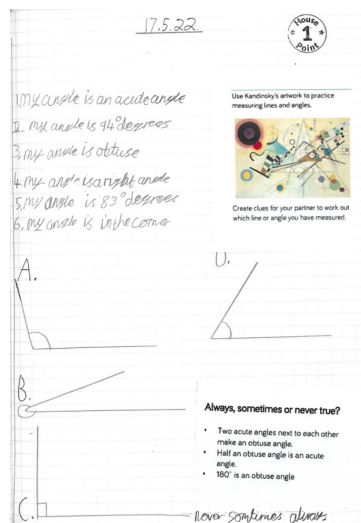 17.5.22
House
1
Point
1 my angle is an acute angle
2. my angle is 94° degrees
3. my angle is obtuse
4. my angle is a right angle
5. my angle is 83° degrees
6. my angle is in the corner
Use Kandinsky's artwork to practice
measuring lines and angles.
Create clues for your partner to work out
which line or angle you have measured.
A.
D.
B.
C.
Always, sometimes or never true?
• Two acute angles next to each other
make an obtuse angle.
• Half an obtuse angle is an acute
angle.
• 180° is an obtuse angle
never somtimes always